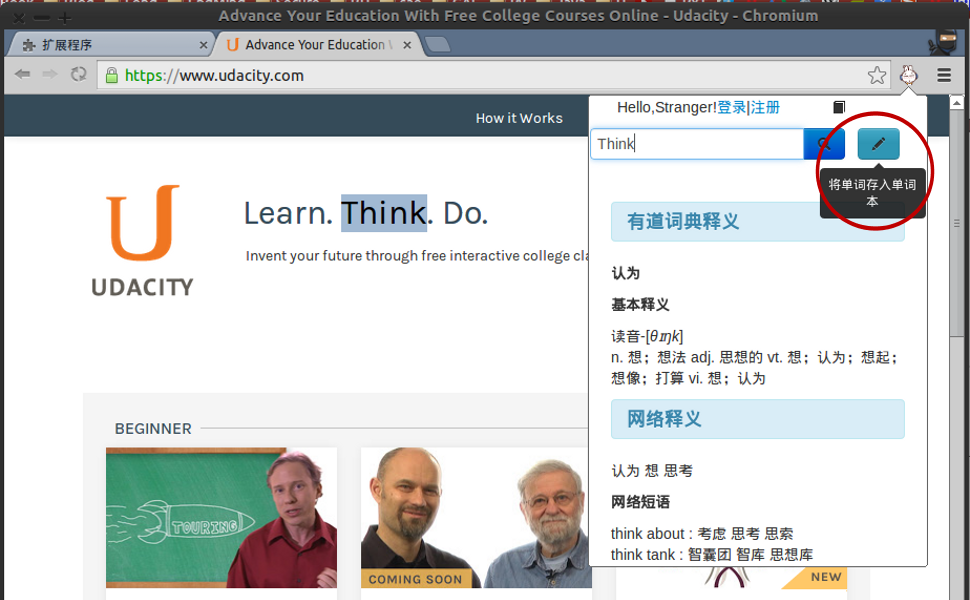 Advance Your Education With Free College Courses Online - Udacity - Chromium
扩展程序
Advance Your Education
https://www.udacity.com
How it Works
Hello,Stranger!登录|注册
Think
将单词存入单词
本
Learn. Think. Do.
Invent your future through free interactive college cla
UDACITY
有道词典释义
认为
基本释义
读音-[θɪŋk]
n. 想；想法 adj. 思想的 vt. 想；认为；想起；
想像；打算 vi. 想；认为
网络释义
认为 想 思考
网络短语
think about : 考虑 思考 思索
think tank : 智囊团 智库 思想库
BEGINNER
TOURING
COMING SOON
NEW